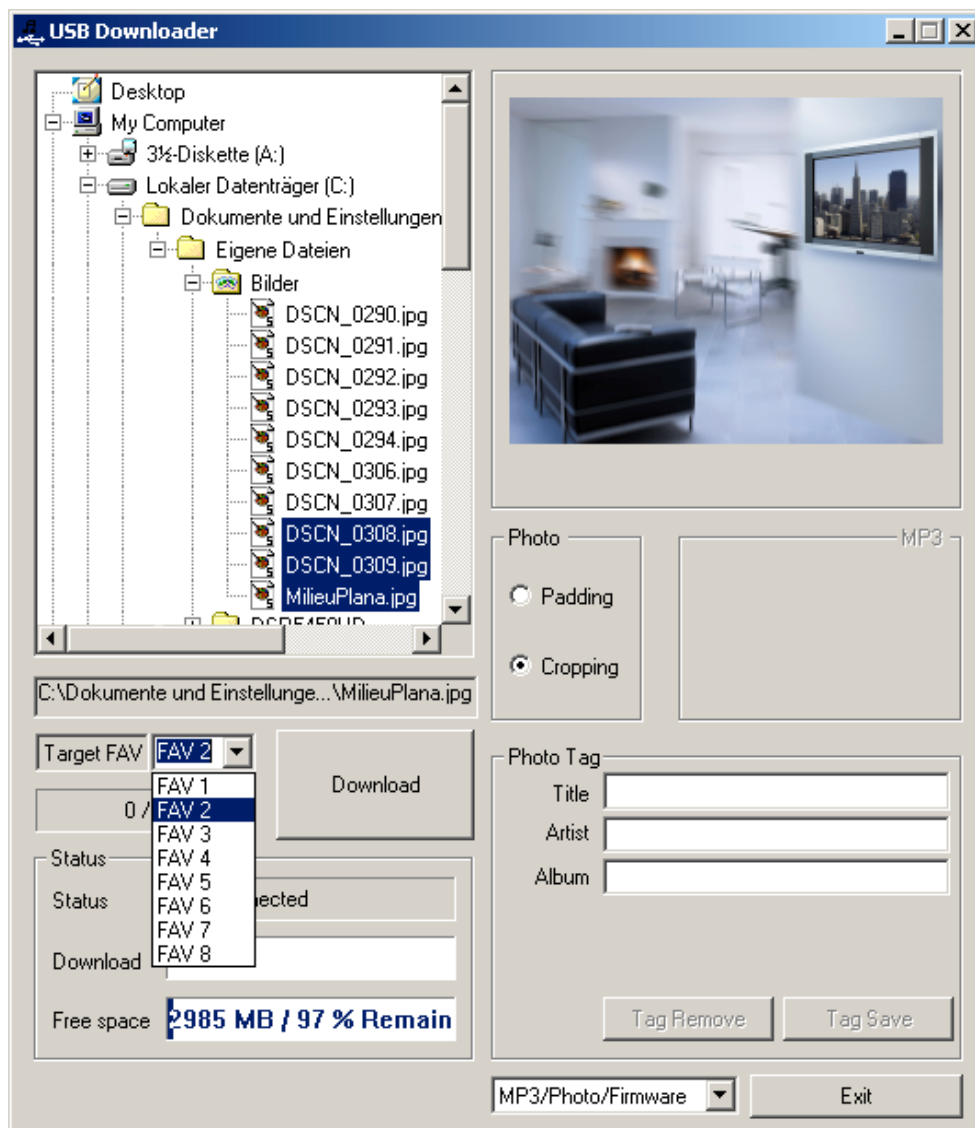 USB Downloader
Desktop
My Computer
3½-Diskette (A:)
Lokaler Datenträger (C:)
Dokumente und Einstellungen
Eigene Dateien
Bilder
DSCN_0290.jpg
DSCN_0291.jpg
DSCN_0292.jpg
DSCN_0293.jpg
DSCN_0294.jpg
DSCN_0306.jpg
DSCN_0307.jpg
DSCN_0308.jpg
DSCN_0309.jpg
MilieuPlana.jpg
C:\Dokumente und Einstellunge...\MilieuPlana.jpg
Target FAV FAV 2
FAV 1
FAV 2
FAV 3
FAV 4
FAV 5
FAV 6
FAV 7
FAV 8
0 /
Download
Status
Status
nected
Download
Free space 2985 MB / 97 % Remain
Photo
Padding
Cropping
MP3
Photo Tag
Title
Artist
Album
Tag Remove Tag Save
MP3/Photo/Firmware Exit